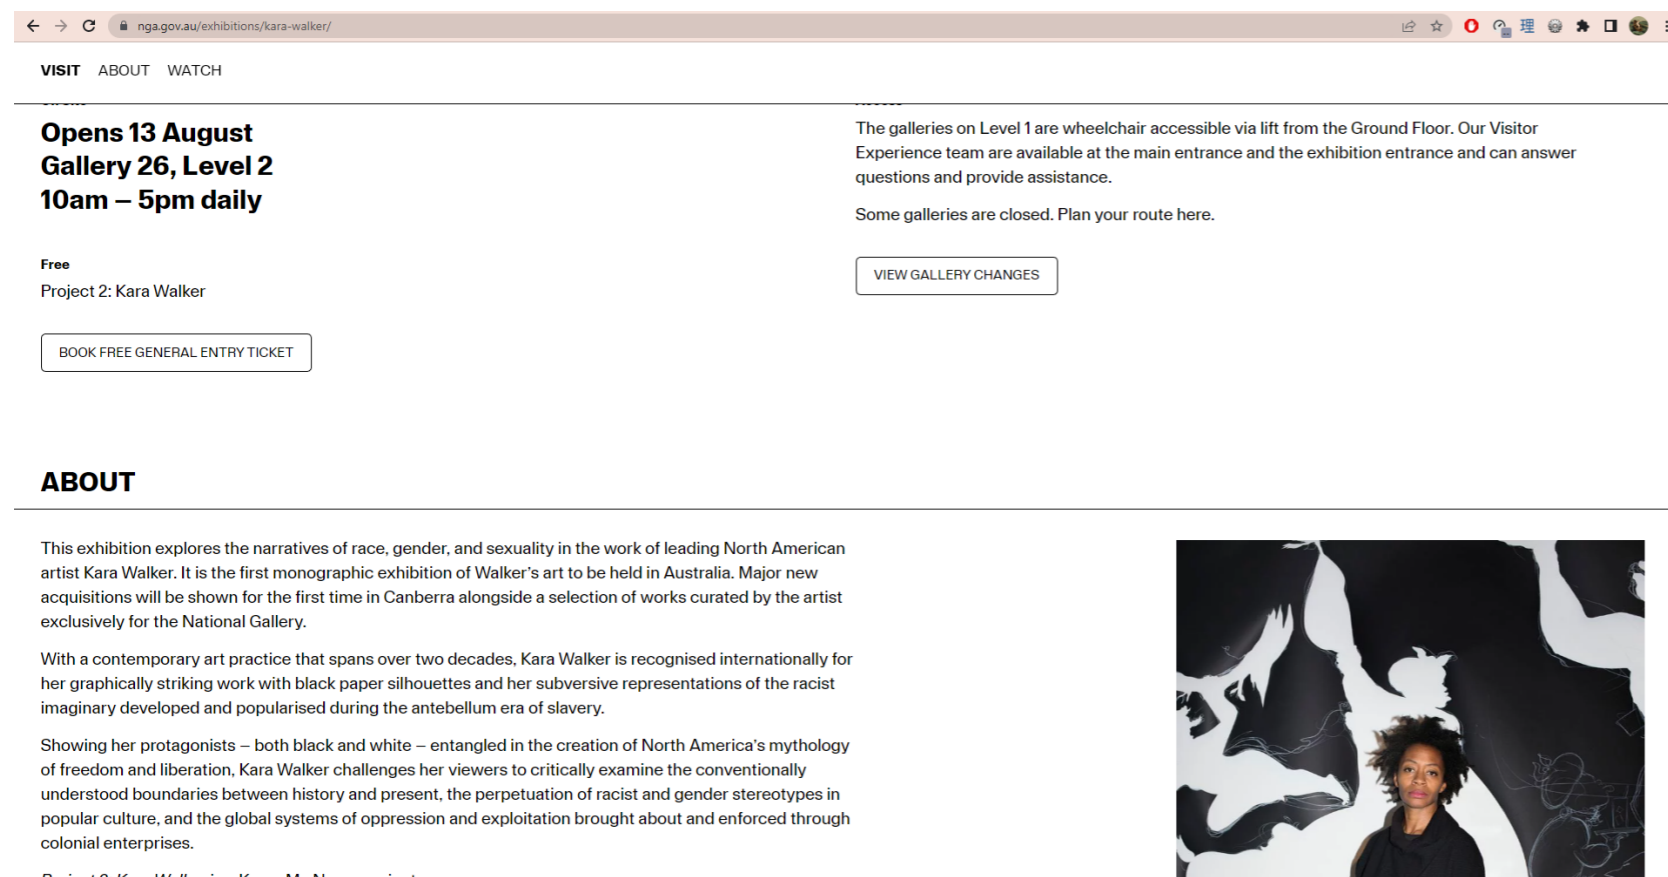 nga.gov.au/exhibitions/kara-walker/
VISIT ABOUT WATCH
Opens 13 August
Gallery 26, Level 2
10am – 5pm daily
Free
Project 2: Kara Walker
BOOK FREE GENERAL ENTRY TICKET
The galleries on Level 1 are wheelchair accessible via lift from the Ground Floor. Our Visitor
Experience team are available at the main entrance and the exhibition entrance and can answer
questions and provide assistance.
Some galleries are closed. Plan your route here.
VIEW GALLERY CHANGES
ABOUT
This exhibition explores the narratives of race, gender, and sexuality in the work of leading North American
artist Kara Walker. It is the first monographic exhibition of Walker's art to be held in Australia. Major new
acquisitions will be shown for the first time in Canberra alongside a selection of works curated by the artist
exclusively for the National Gallery.
With a contemporary art practice that spans over two decades, Kara Walker is recognised internationally for
her graphically striking work with black paper silhouettes and her subversive representations of the racist
imaginary developed and popularised during the antebellum era of slavery.
Showing her protagonists – both black and white – entangled in the creation of North America's mythology
of freedom and liberation, Kara Walker challenges her viewers to critically examine the conventionally
understood boundaries between history and present, the perpetuation of racist and gender stereotypes in
popular culture, and the global systems of oppression and exploitation brought about and enforced through
colonial enterprises.